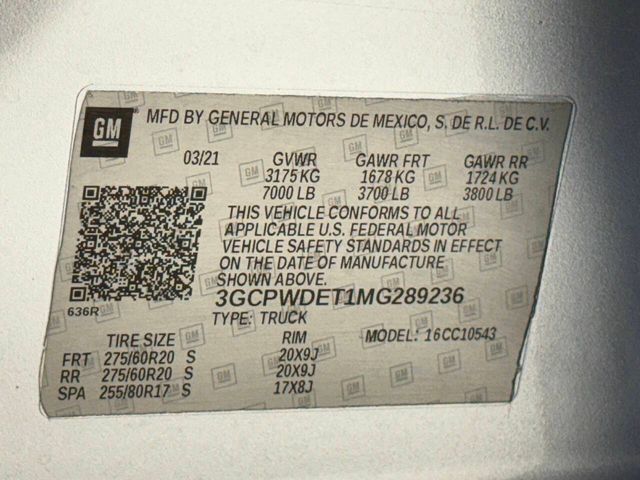 GM MFD BY GENERAL MOTORS DE MEXICO, S. DE R.L. DE C.V.
03/21 GVWR GAWR FRT GAWR RR
3175 KG 1678 KG 1724 KG
7000 LB 3700 LB 3800 LB
THIS VEHICLE CONFORMS TO ALL
APPLICABLE U.S. FEDERAL MOTOR
VEHICLE SAFETY STANDARDS IN EFFECT
ON THE DATE OF MANUFACTURE
SHOWN ABOVE.
3GCPWDET1MG289236
636R TYPE: TRUCK
TIRE SIZE RIM MODEL: 16CC10543
FRT 275/60R20 S 20X9J
RR 275/60R20 S 20X9J
SPA 255/80R17 S 17X8J